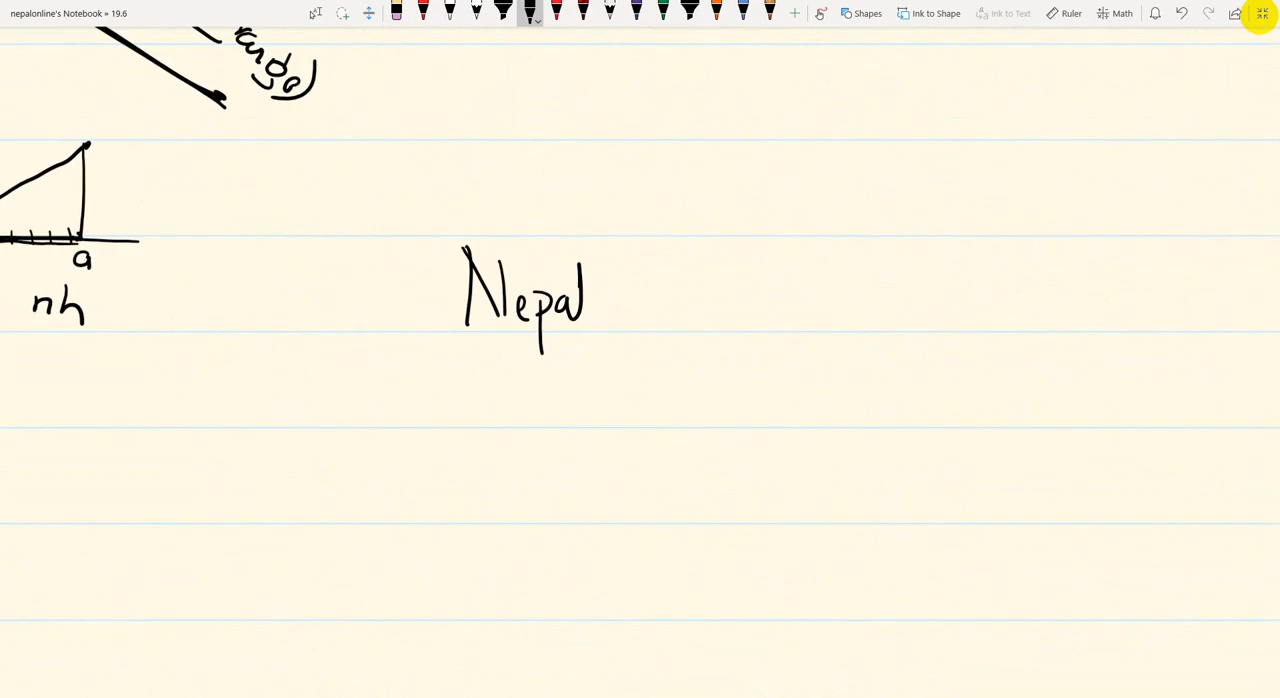 nepalonline's Notebook » 19.6
Shapes
Ink to Shape
Ink to Text
Ruler
Math
a
nh
Nepal